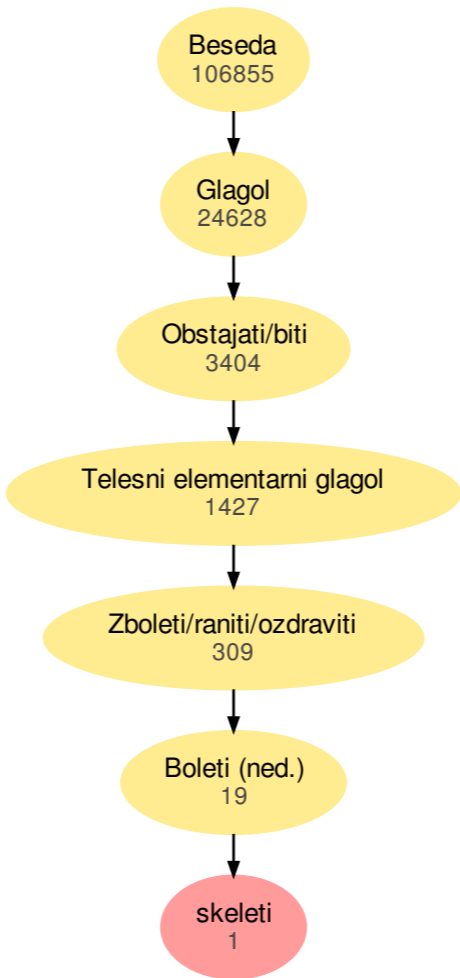 Beseda
106855
Glagol
24628
Obstajati/biti
3404
Telesni elementarni glagol
1427
Zboleti/raniti/ozdraviti
309
Boleti (ned.)
19
skeleti
1